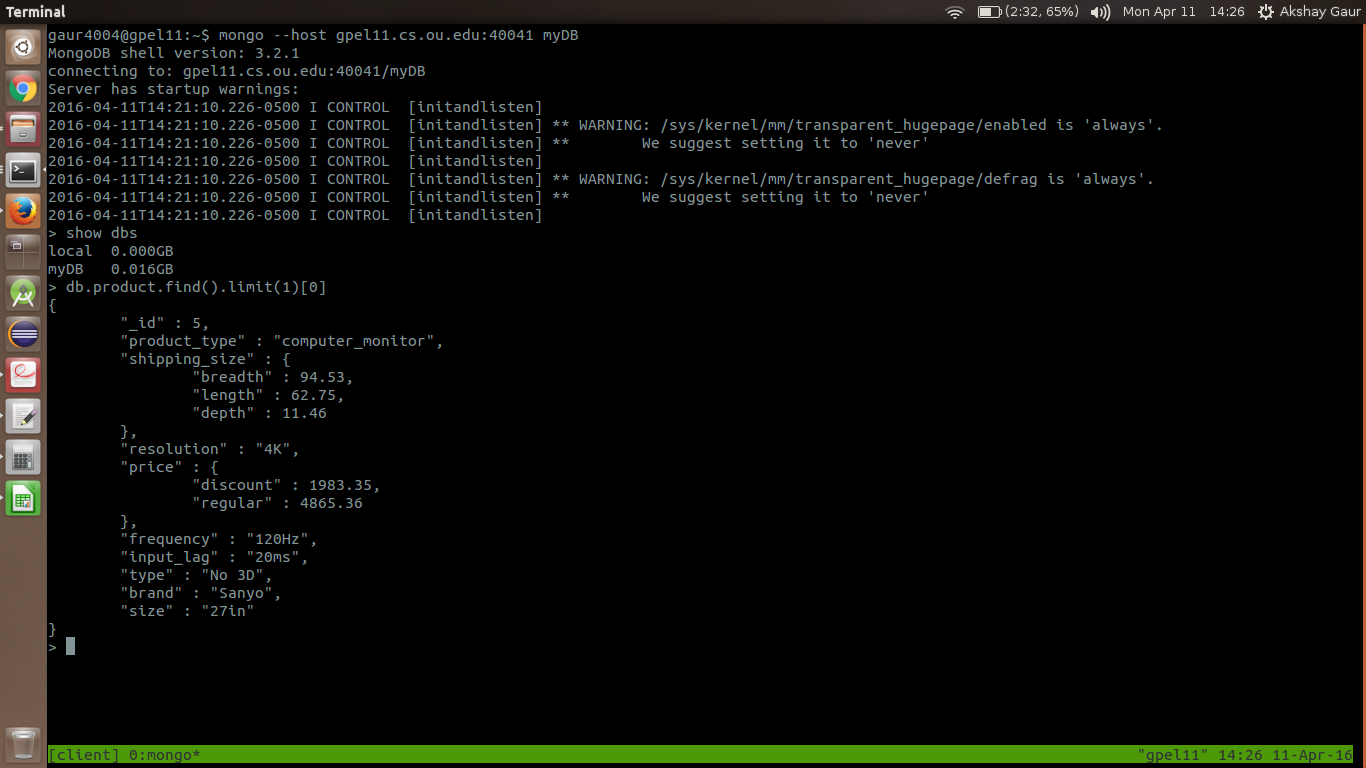 Terminal (2:32, 65%) Mon Apr 11 14:26 Akshay Gaur
gaur4004@gpel11:~$ mongo --host gpel11.cs.ou.edu:40041 myDB
MongoDB shell version: 3.2.1
connecting to: gpel11.cs.ou.edu:40041/myDB
Server has startup warnings:
2016-04-11T14:21:10.226-0500 I CONTROL  [initandlisten]
2016-04-11T14:21:10.226-0500 I CONTROL  [initandlisten] ** WARNING: /sys/kernel/mm/transparent_hugepage/enabled is 'always'.
2016-04-11T14:21:10.226-0500 I CONTROL  [initandlisten] **        We suggest setting it to 'never'
2016-04-11T14:21:10.226-0500 I CONTROL  [initandlisten]
2016-04-11T14:21:10.226-0500 I CONTROL  [initandlisten] ** WARNING: /sys/kernel/mm/transparent_hugepage/defrag is 'always'.
2016-04-11T14:21:10.226-0500 I CONTROL  [initandlisten] **        We suggest setting it to 'never'
2016-04-11T14:21:10.226-0500 I CONTROL  [initandlisten]
> show dbs
local  0.000GB
myDB   0.016GB
> db.product.find().limit(1)[0]
{
        "_id" : 5,
        "product_type" : "computer_monitor",
        "shipping_size" : {
                "breadth" : 94.53,
                "length" : 62.75,
                "depth" : 11.46
        },
        "resolution" : "4K",
        "price" : {
                "discount" : 1983.35,
                "regular" : 4865.36
        },
        "frequency" : "120Hz",
        "input_lag" : "20ms",
        "type" : "No 3D",
        "brand" : "Sanyo",
        "size" : "27in"
}
>
[client] 0:mongo* "gpel11" 14:26 11-Apr-16